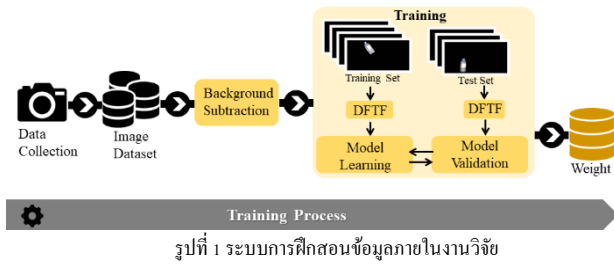 Training
Training Set
Test Set
DFTF
DFTF
Background
Subtraction
Data
Collection
Image
Dataset
Model
Learning
Model
Validation
Weight
Training Process
รูปที่ 1 ระบบการฝึกสอนข้อมูลภายในงานวิจัย